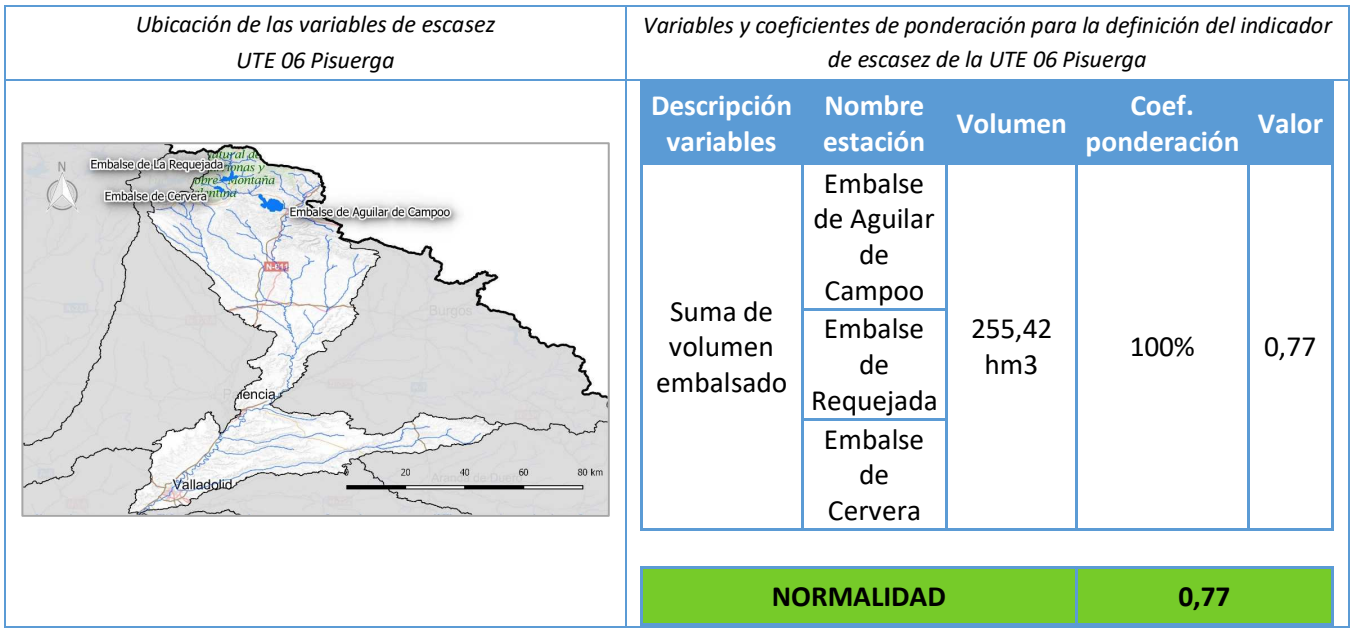 Ubicación de las variables de escasez
UTE 06 Pisuerga
Variables y coeficientes de ponderación para la definición del indicador
de escasez de la UTE 06 Pisuerga
N
Embalse de La Requejada
Embalse de Cervera
Embalse de Aguilar de Campoo
Montaña
N-611
Burgos
Valladolid
20 40 60 80 km
Descripción
variables
Nombre
estación
Volumen
Coef.
ponderación
Valor
Suma de
volumen
embalsado
Embalse
de Aguilar
de
Campoo
Embalse
de
Requejada
Embalse
de
Cervera
255,42
hm3
100%
0,77
NORMALIDAD
0,77